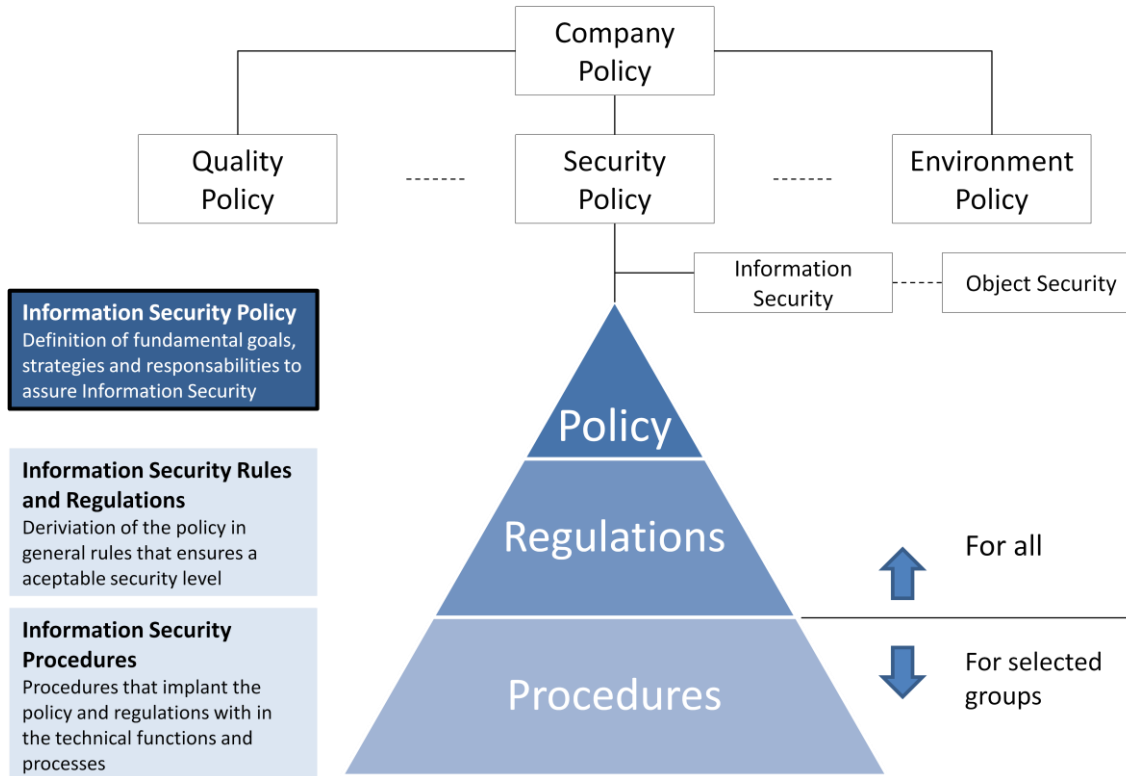 Company
Policy
Quality
Policy
Security
Policy
Environment
Policy
Information
Security
Object Security
Information Security Policy
Definition of fundamental goals,
strategies and responsabilities to
assure Information Security
Policy
Information Security Rules
and Regulations
Deriviation of the policy in
general rules that ensures a
aceptable security level
Regulations
For all
Information Security
Procedures
Procedures that implant the
policy and regulations with in
the technical functions and
processes
Procedures
For selected
groups